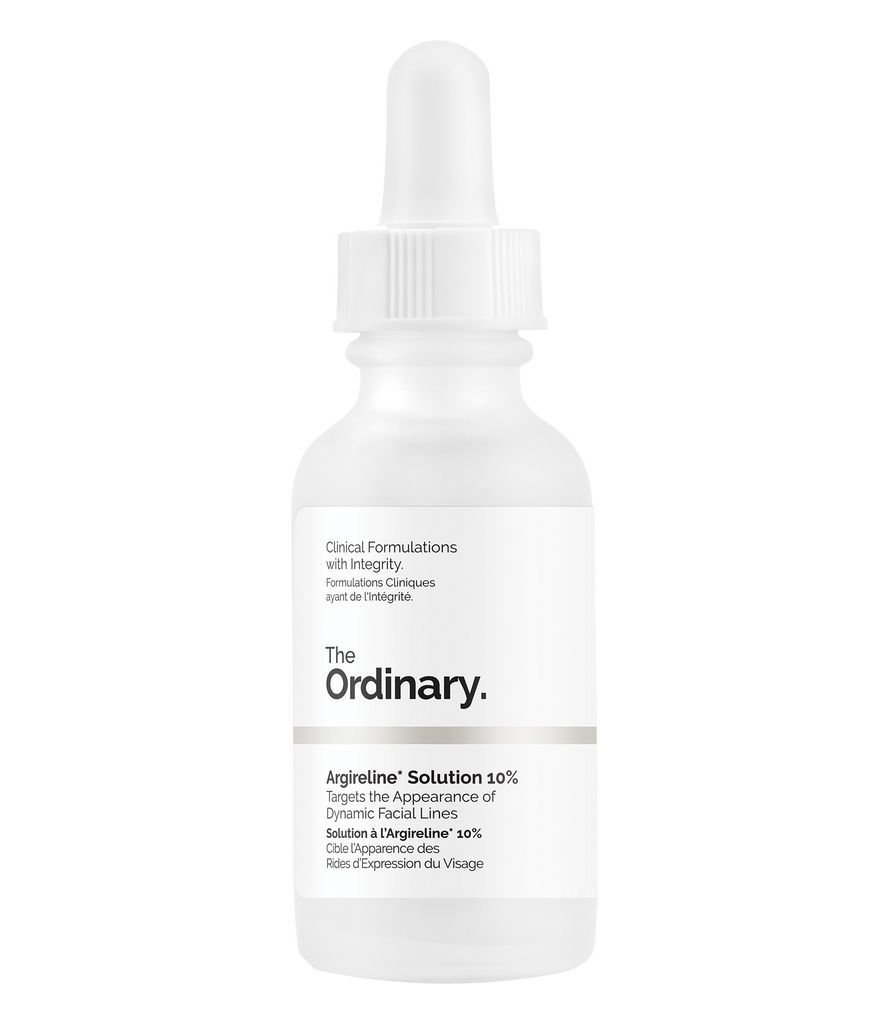 Clinical Formulations
with Integrity.
Formulations Cliniques
ayant de l'Intégrité.
The
Ordinary.
Argireline* Solution 10%
Targets the Appearance of
Dynamic Facial Lines
Solution à l'Argireline* 10%
Cible l'Apparence des
Rides d'Expression du Visage